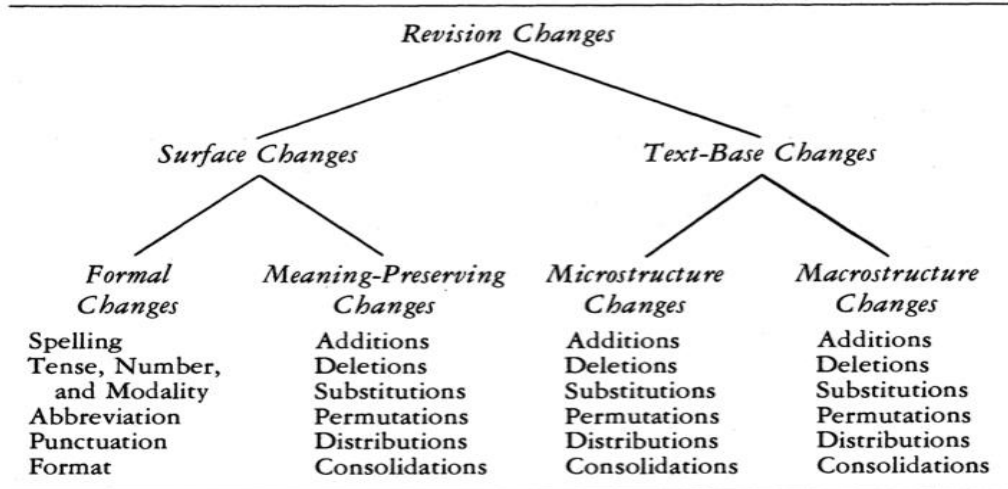 Revision Changes
Surface Changes
Text-Base Changes
Formal Changes
Meaning-Preserving Changes
Microstructure Changes
Macrostructure Changes
Spelling
Tense, Number,
and Modality
Abbreviation
Punctuation
Format
Additions
Deletions
Substitutions
Permutations
Distributions
Consolidations
Additions
Deletions
Substitutions
Permutations
Distributions
Consolidations
Additions
Deletions
Substitutions
Permutations
Distributions
Consolidations